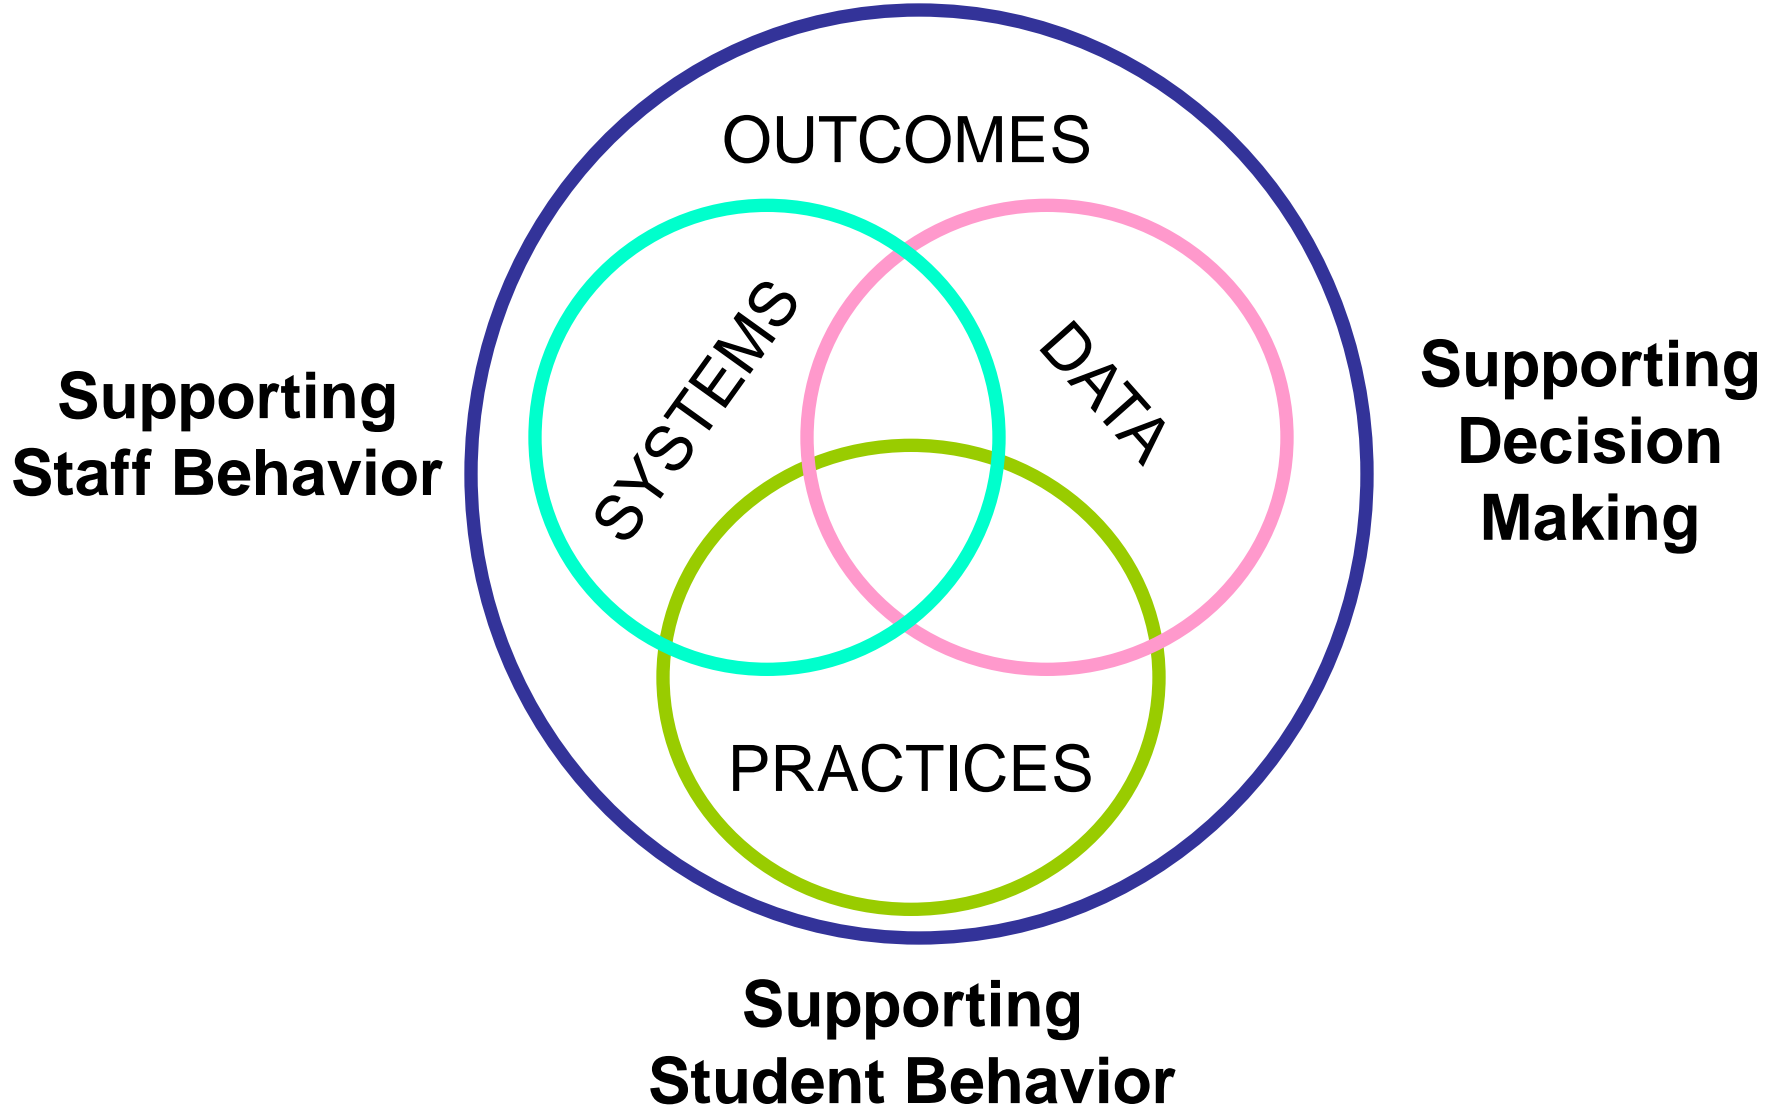 OUTCOMES
SYSTEMS
DATA
PRACTICES
Supporting
Staff Behavior
Supporting
Decision
Making
Supporting
Student Behavior